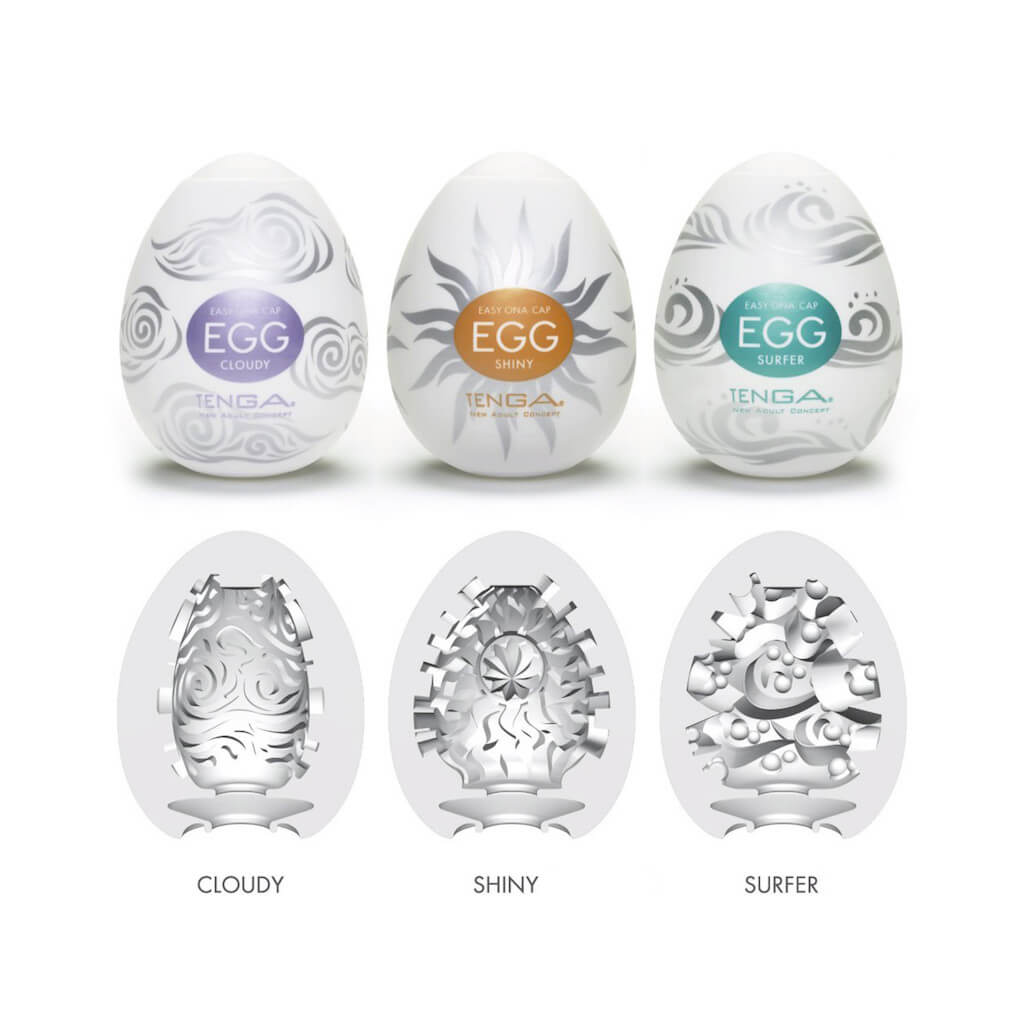 EASY ONA CAP
EGG
CLOUDY
TENGA®
NEW ADULT CONCEPT
EASY ONA CAP
EGG
SHINY
TENGA®
NEW ADULT CONCEPT
EASY ONA CAP
EGG
SURFER
TENGA®
NEW ADULT CONCEPT
CLOUDY
SHINY
SURFER